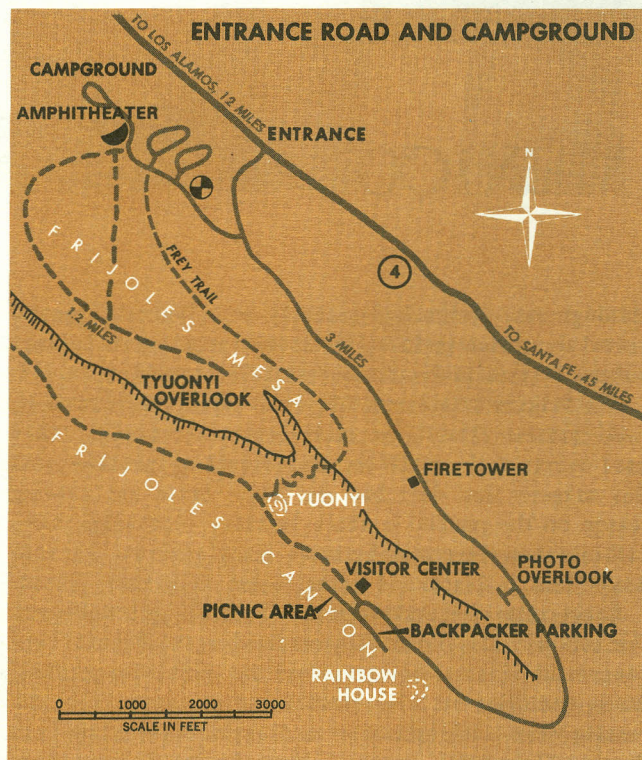 ENTRANCE ROAD AND CAMPGROUND
TO LOS ALAMOS, 12 MILES
CAMPGROUND
AMPHITHEATER
ENTRANCE
N
4
FREY TRAIL
FRIJOLES MESA
1.2 MILES
3 MILES
TO SANTA FE, 45 MILES
TYUONYI
OVERLOOK
FRIJOLES CANYON
FIRETOWER
TYUONYI
VISITOR CENTER
PHOTO
OVERLOOK
PICNIC AREA
BACKPACKER PARKING
RAINBOW
HOUSE
0 1000 2000 3000
SCALE IN FEET